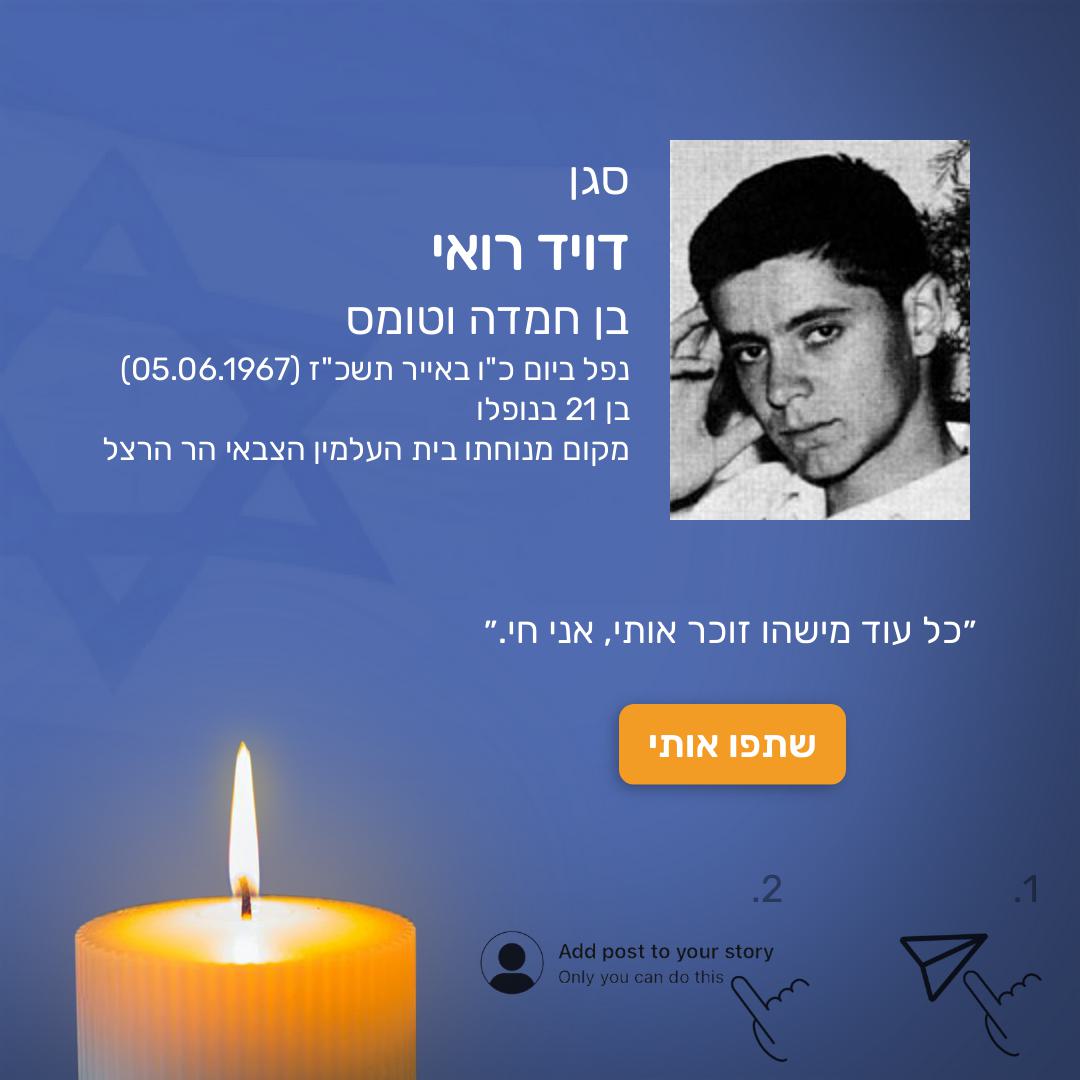 סגן
דויד רואי
בן חמדה וטומס
נפל ביום כ"ו באייר תשכ"ז (05.06.1967)
בן 21 בנופלו
מקום מנוחתו בית העלמין הצבאי הר הרצל
״כל עוד מישהו זוכר אותי, אני חי.״
שתפו אותי
1.
2.
Add post to your story
Only you can do this